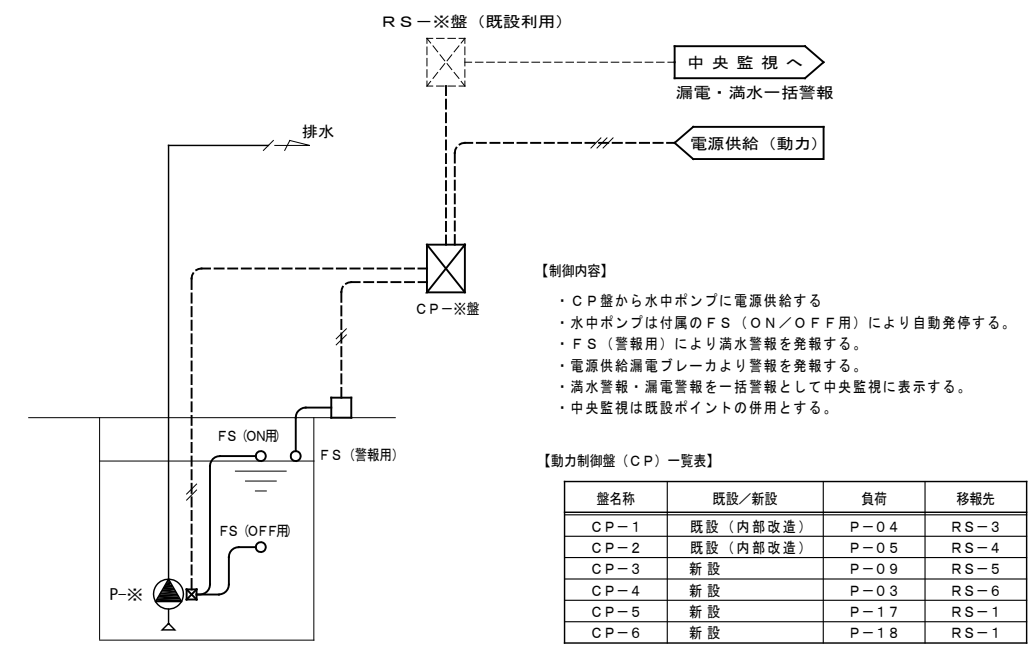 RS-※盤（既設利用）
中央監視へ
漏電・満水一括警報
排水
電源供給（動力）
CP-※盤
【制御内容】
・CP盤から水中ポンプに電源供給する
・水中ポンプは付属のFS（ON／OFF用）により自動発停する。
・FS（警報用）により満水警報を発報する。
・電源供給漏電ブレーカより警報を発報する。
・満水警報・漏電警報を一括警報として中央監視に表示する。
・中央監視は既設ポイントの併用とする。
FS（ON用）
FS（警報用）
FS（OFF用）
P-※
【動力制御盤（CP）一覧表】
盤名称 既設／新設 負荷 移報先
CP-1 既設（内部改造） P-04 RS-3
CP-2 既設（内部改造） P-05 RS-4
CP-3 新設 P-09 RS-5
CP-4 新設 P-03 RS-6
CP-5 新設 P-17 RS-1
CP-6 新設 P-18 RS-1